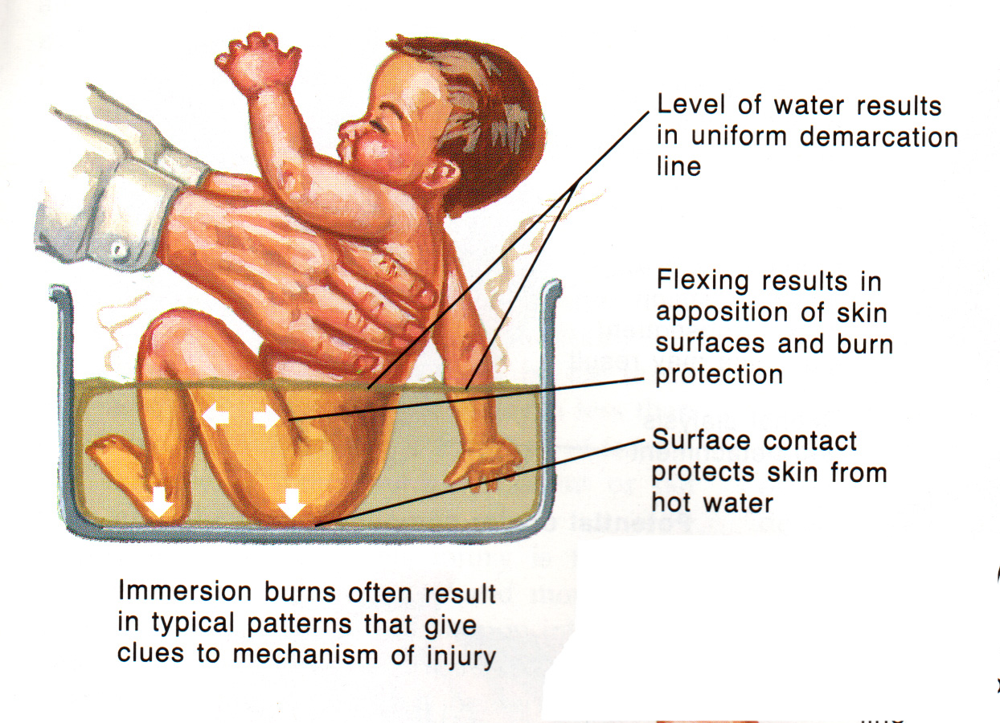 Level of water results
in uniform demarcation
line
Flexing results in
apposition of skin
surfaces and burn
protection
Surface contact
protects skin from
hot water
Immersion burns often result
in typical patterns that give
clues to mechanism of injury